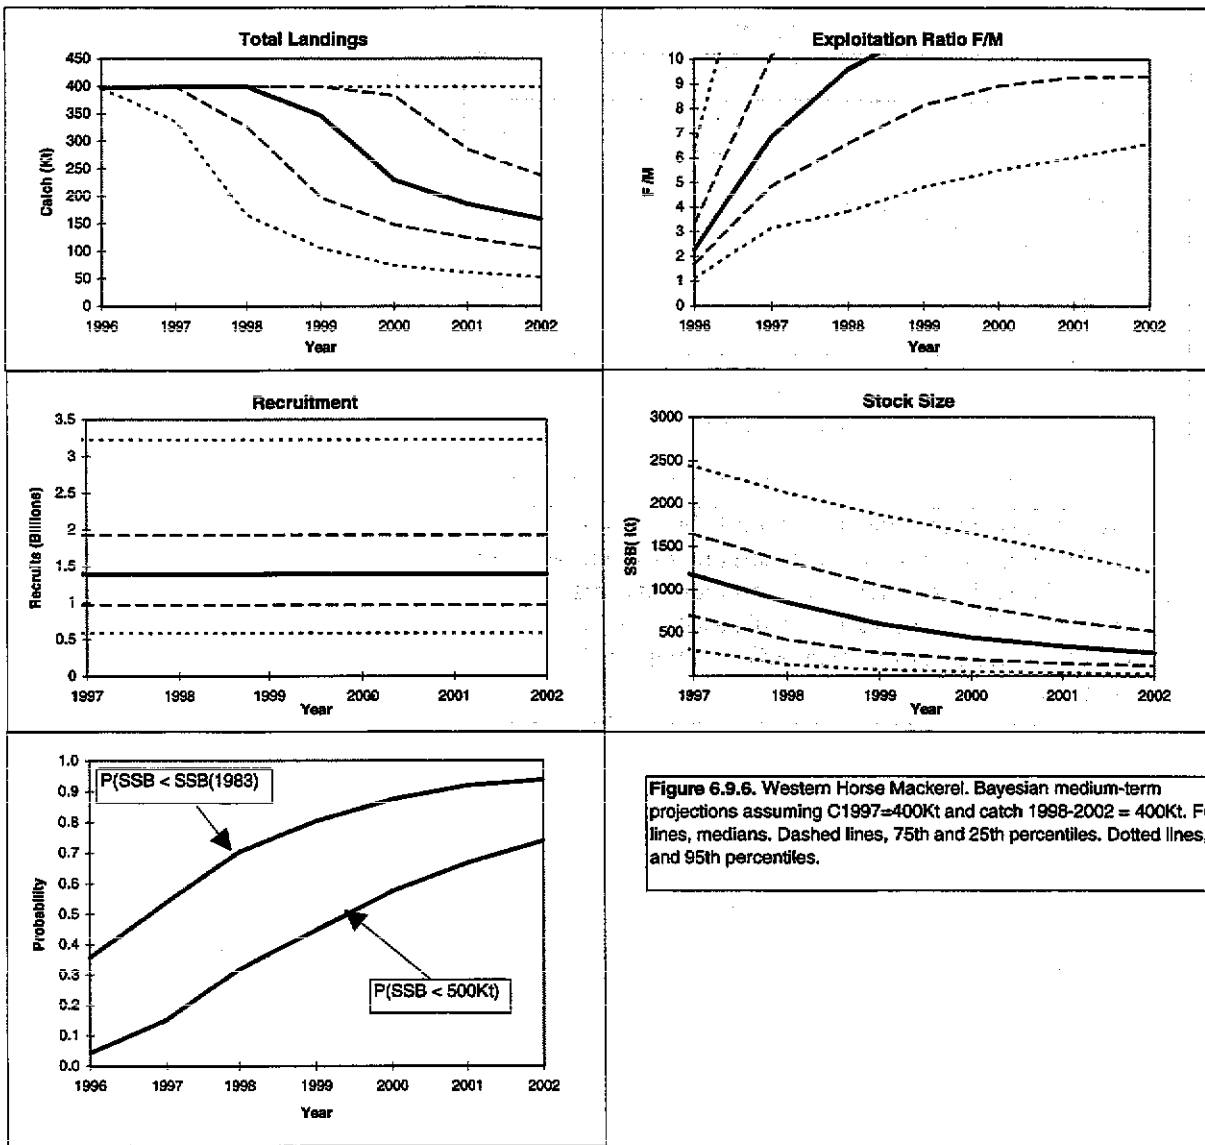 Total Landings
450
400
350
300
250
200
150
100
50
0
Catch (Kt)
1996 1997 1998 1999 2000 2001 2002
Year
Exploitation Ratio F/M
10
9
8
7
6
5
4
3
2
1
0
F/M
1996 1997 1998 1999 2000 2001 2002
Year
Recruitment
3.5
3
2.5
2
1.5
1
0.5
0
Recruits (Billions)
1997 1998 1999 2000 2001 2002
Year
Stock Size
3000
2500
2000
1500
1000
500
SSB( Kt)
1997 1998 1999 2000 2001 2002
Year
1.0
0.9
0.8
0.7
0.6
0.5
0.4
0.3
0.2
0.1
0.0
Probability
P(SSB < SSB(1983)
P(SSB < 500Kt)
1996 1997 1998 1999 2000 2001 2002
Year
Figure 6.9.6. Western Horse Mackerel. Bayesian medium-term
projections assuming C1997=400Kt and catch 1998-2002 = 400Kt.
lines, medians. Dashed lines, 75th and 25th percentiles. Dotted lines,
and 95th percentiles.